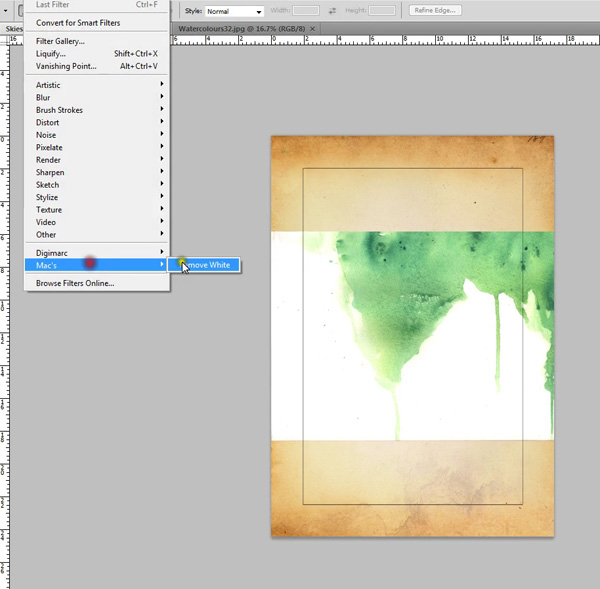 Last Filter Ctrl+F
Style: Normal Width: Height: Refine Edge...
Convert for Smart Filters
Skies
Watercolours32.jpg @ 16.7% (RGB/8) ×
Filter Gallery...
Liquify... Shift+Ctrl+X
Vanishing Point... Alt+Ctrl+V
Artistic
Blur
Brush Strokes
Distort
Noise
Pixelate
Render
Sharpen
Sketch
Stylize
Texture
Video
Other
Digimarc
Mac's
move White
Browse Filters Online...